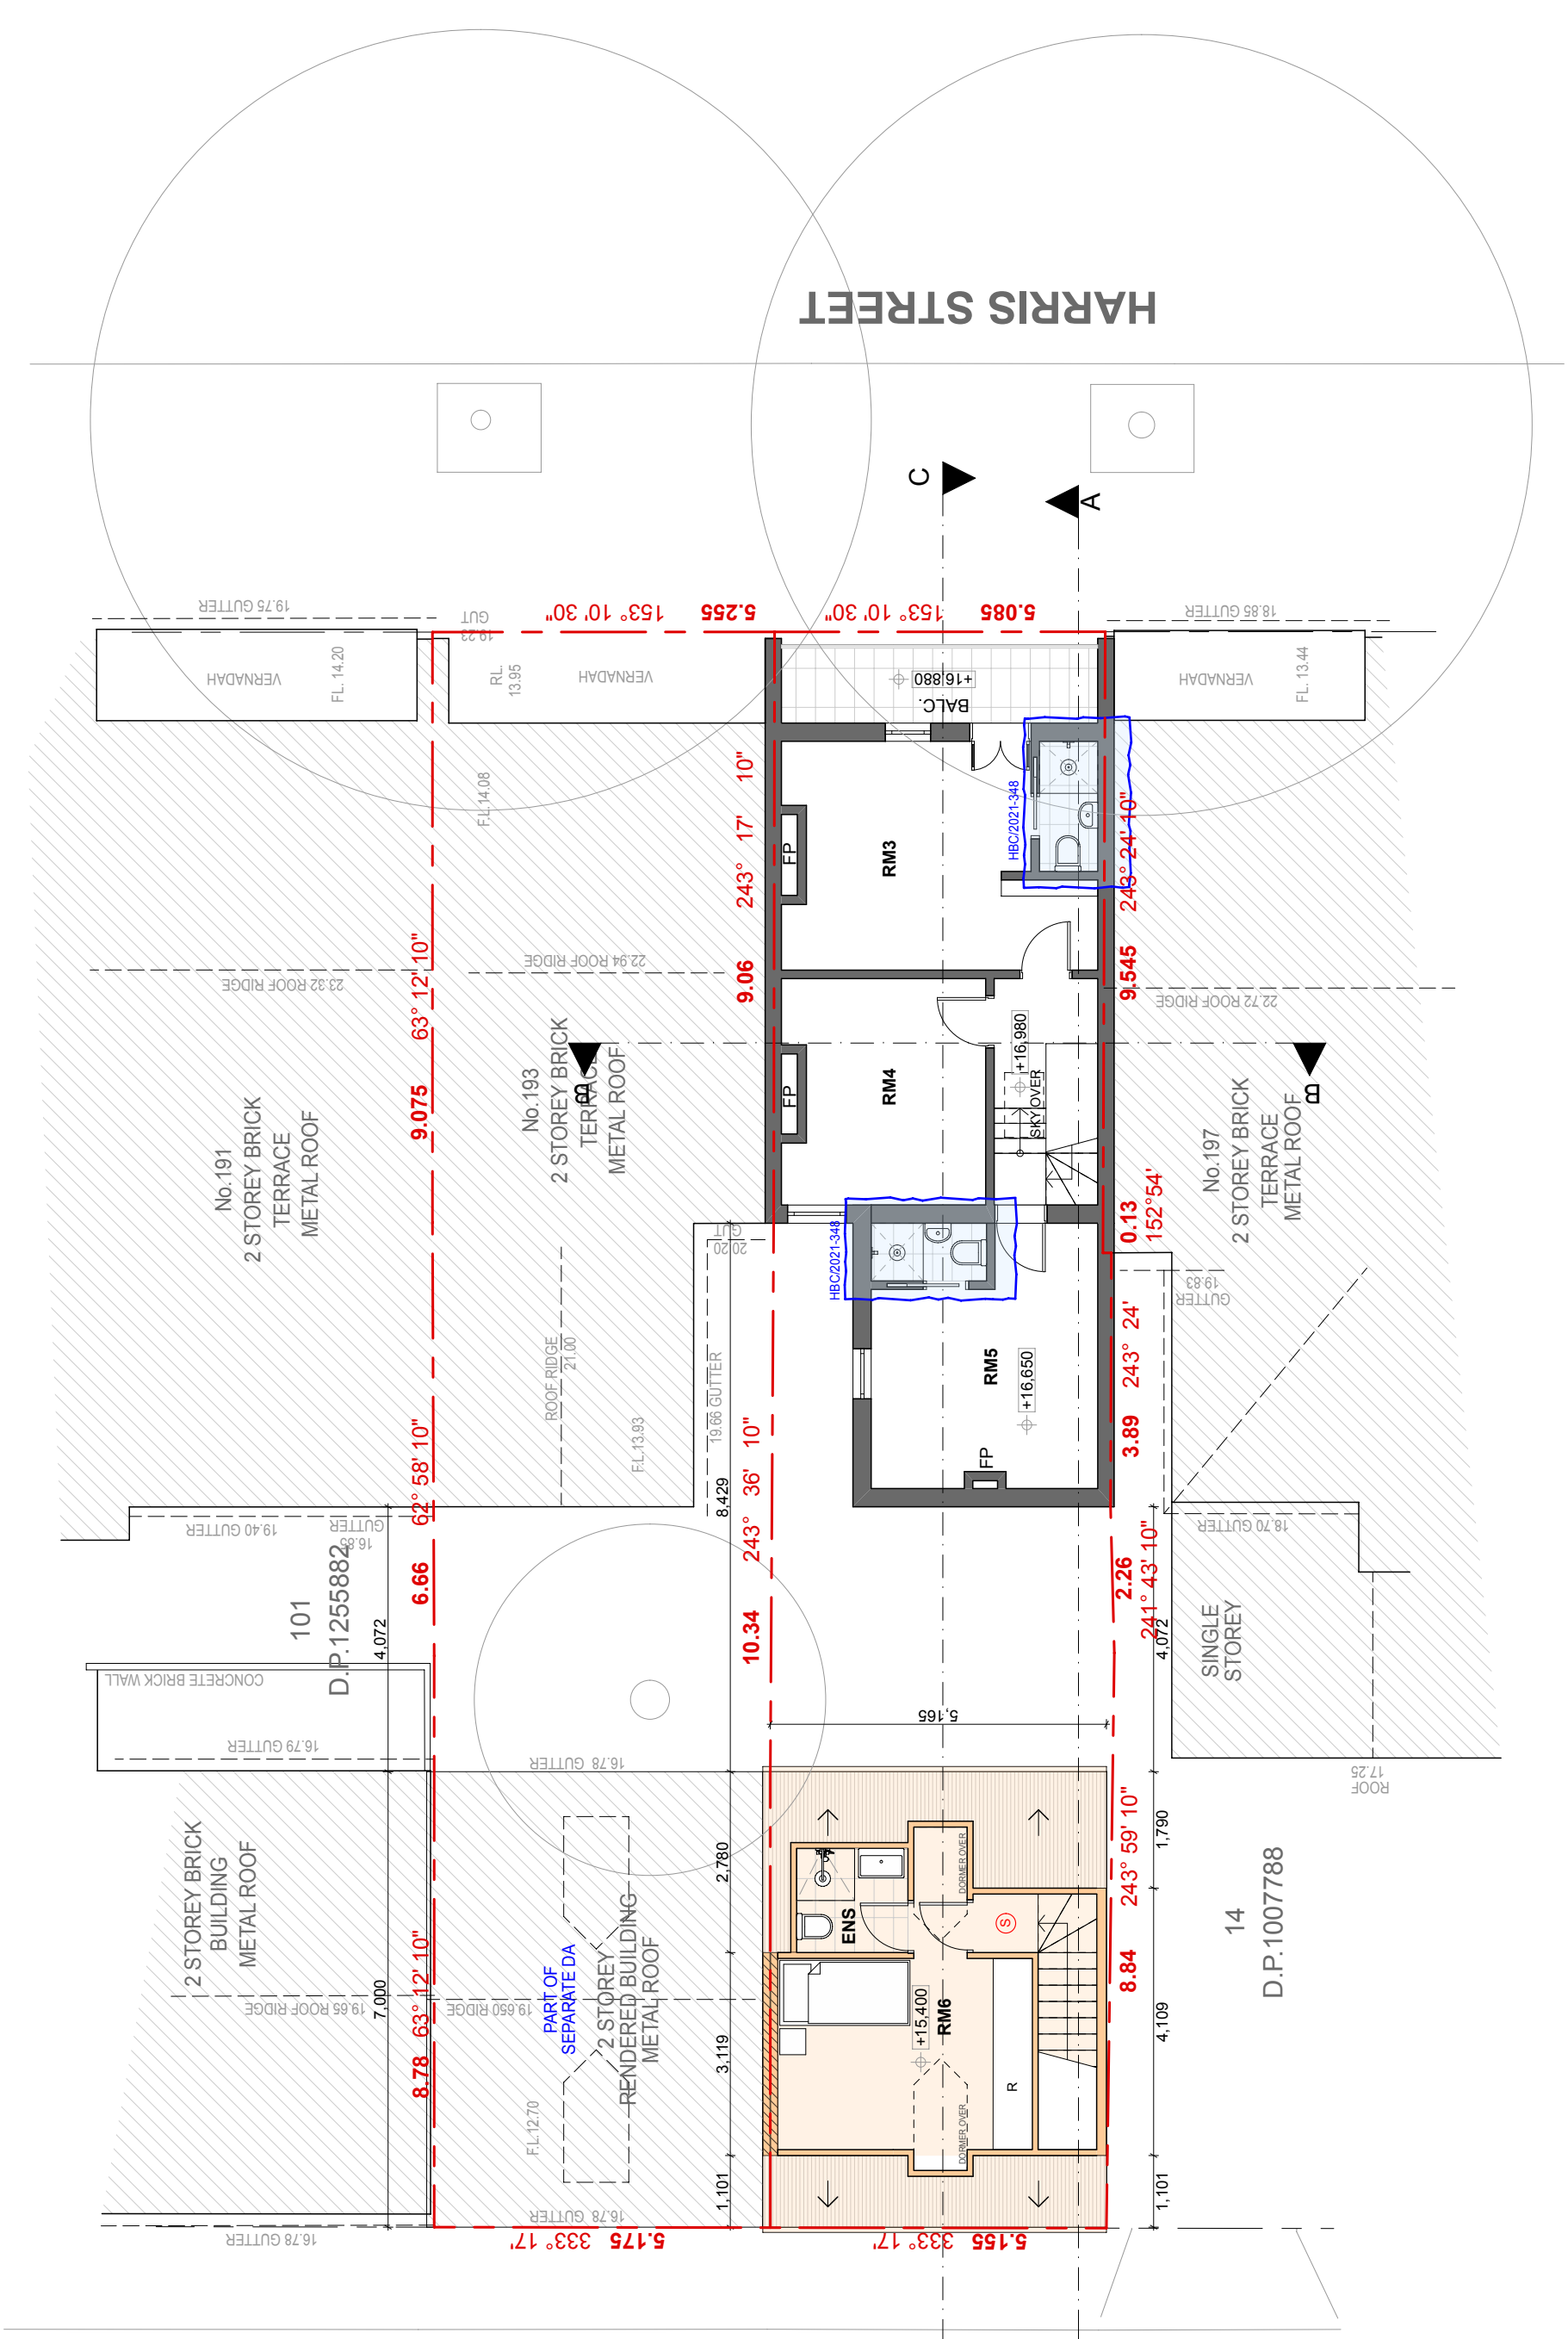 HARRIS STREET
C
A
19.75 GUTTER
19.23
GUT
153° 10' 30"
5.255
153° 10' 30"
5.085
18.85 GUTTER
VERNADAH
FL. 14.20
RL.
13.95
VERNADAH
+16,880
BALC.
VERNADAH
FL. 13.44
F.L.14.08
243° 17' 10"
9.06
FP
RM3
HBC/2021-348
243° 24' 10"
9.545
63° 12' 10"
9.075
23.32 ROOF RIDGE
22.94 ROOF RIDGE
22.72 ROOF RIDGE
No.191
2 STOREY BRICK
TERRACE
METAL ROOF
No.193
2 STOREY BRICK
TERRACE
METAL ROOF
B
FP
RM4
+16,980
SKY OVER
B
No.197
2 STOREY BRICK
TERRACE
METAL ROOF
0.13
152°54'
20.20
GUT
HBC/2021-348
19.83
GUTTER
ROOF RIDGE
21.00
19.66 GUTTER
F.L.13.93
8,429
RM5
+16,650
FP
3.89 243° 24'
62° 58' 10"
6.66
243° 36' 10"
10.34
19.40 GUTTER
16.85
GUTTER
101
D.P.1255882
4,072
CONCRETE BRICK WALL
16.79 GUTTER
16.78 GUTTER
5,165
2.26
241° 43' 10"
4,072
18.70 GUTTER
SINGLE
STOREY
17.25
ROOF
2 STOREY BRICK
BUILDING
METAL ROOF
19.65 ROOF RIDGE
7,000
63° 12' 10"
8.78
19.650 RIDGE
PART OF
SEPARATE DA
2 STOREY
RENDERED BUILDING
METAL ROOF
F.L.12.70
2,780
3,119
1,101
ENS
DORMER OVER
S
+15,400
RM6
R
DORMER OVER
243° 59' 10"
8.84
1,790
4,109
1,101
14
D.P.1007788
16.78 GUTTER
16.78 GUTTER
333° 17'
5.175
333° 17'
5.155